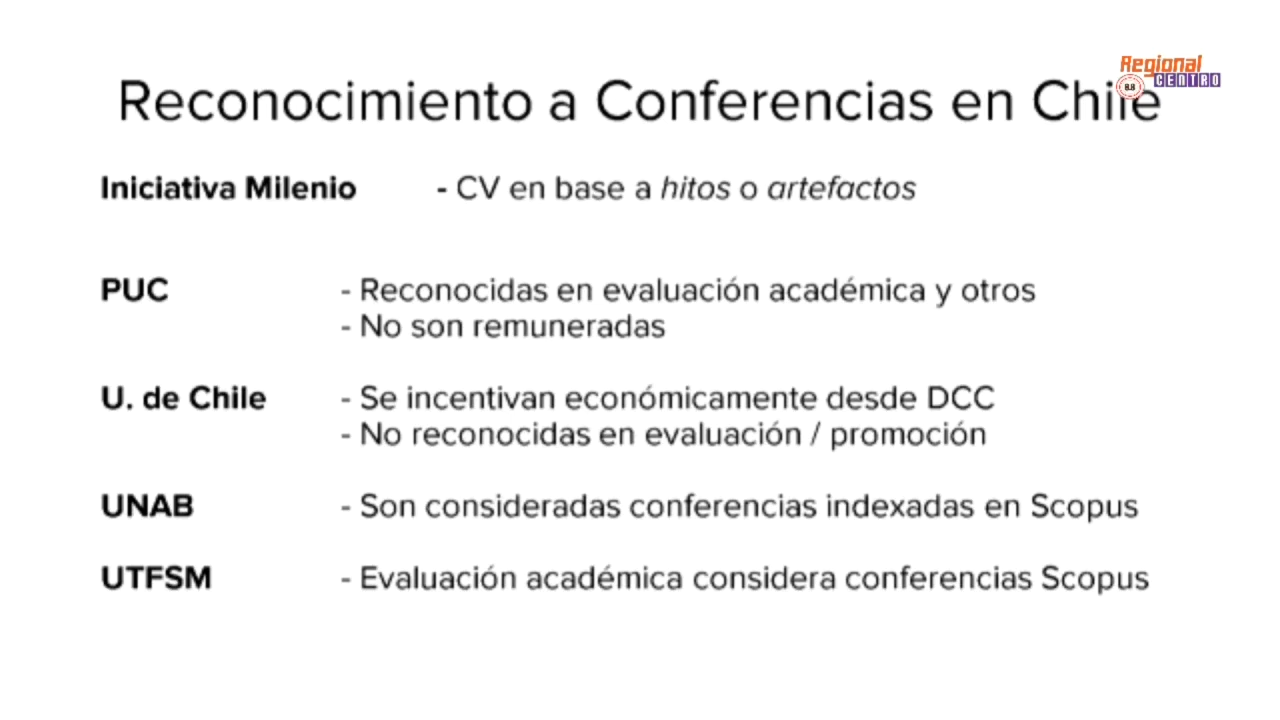 Regional
CENTRO
8.8
Reconocimiento a Conferencias en Chile
Iniciativa Milenio - CV en base a hitos o artefactos
PUC - Reconocidas en evaluación académica y otros
- No son remuneradas
U. de Chile - Se incentivan económicamente desde DCC
- No reconocidas en evaluación / promoción
UNAB - Son consideradas conferencias indexadas en Scopus
UTFSM - Evaluación académica considera conferencias Scopus